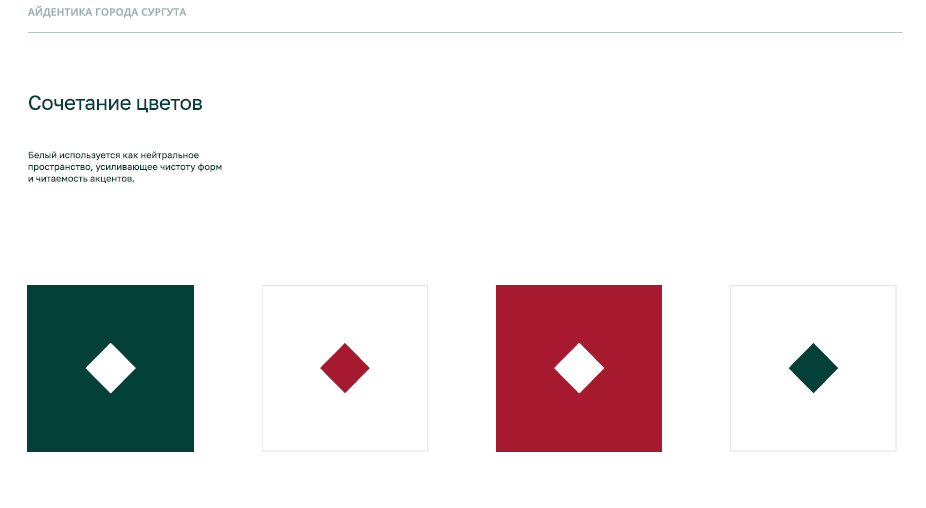 АЙДЕНТИКА ГОРОДА СУРГУТА
Сочетание цветов
Белый используется как нейтральное
пространство, усиливающее чистоту форм
и читаемость акцентов.